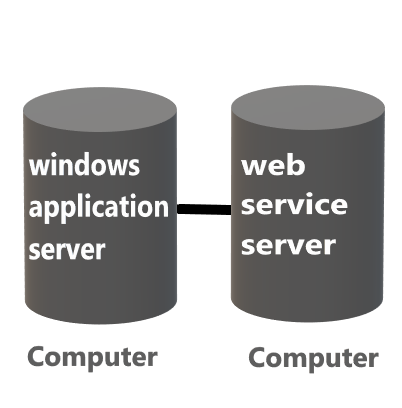 windows
application
server
web
service
server
Computer
Computer